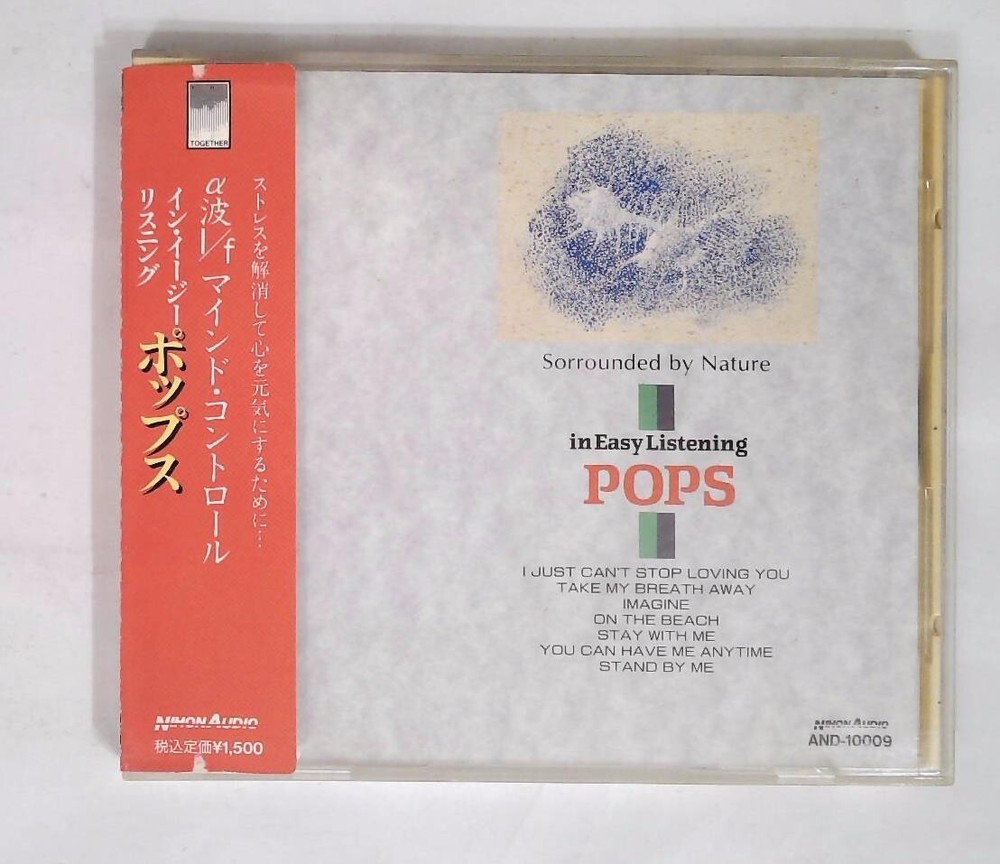 TOGETHER
ストレスを解消して心を元気にするために…
α波1/f マインド・コントロール
イン・イージー
リスニング
ポップス
NIHON AUDIO
税込定価¥1,500
Sorrounded by Nature
in Easy Listening
POPS
I JUST CAN'T STOP LOVING YOU
TAKE MY BREATH AWAY
IMAGINE
ON THE BEACH
STAY WITH ME
YOU CAN HAVE ME ANYTIME
STAND BY ME
NIHON AUDIO
AND-10009